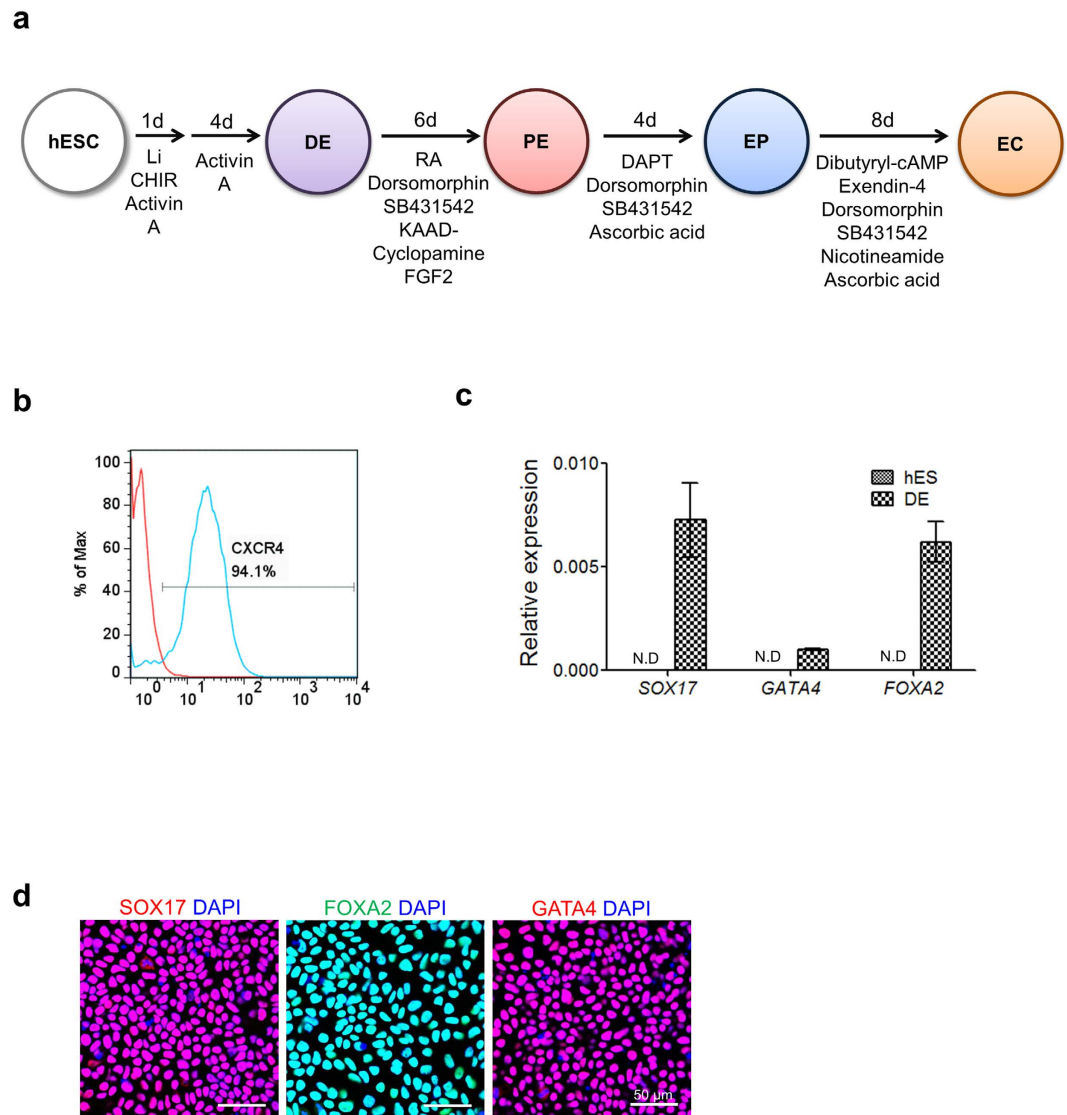 a
hESC
1d
Li
CHIR
Activin
A
4d
Activin
A
DE
6d
RA
Dorsomorphin
SB431542
KAAD-
Cyclopamine
FGF2
PE
4d
DAPT
Dorsomorphin
SB431542
Ascorbic acid
EP
8d
Dibutyryl-cAMP
Exendin-4
Dorsomorphin
SB431542
Nicotineamide
Ascorbic acid
EC
b
% of Max
100
80
60
40
20
0
CXCR4
94.1%
10^0
10^1
10^2
10^3
10^4
c
Relative expression
0.010
0.005
0.000
hES
DE
N.D
N.D
N.D
SOX17
GATA4
FOXA2
d
SOX17 DAPI
FOXA2 DAPI
GATA4 DAPI
50 μm